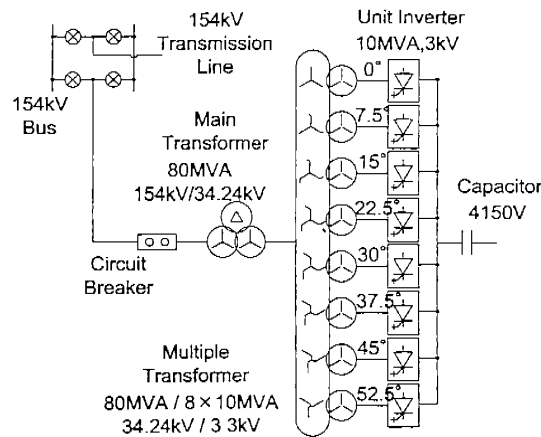 154kV
Transmission
Line
154kV
Bus
Main
Transformer
80MVA
154kV/34.24kV
Circuit
Breaker
Multiple
Transformer
80MVA / 8×10MVA
34.24kV / 3.3kV
Unit Inverter
10MVA,3kV
0°
7.5°
15°
22.5°
30°
37.5°
45°
52.5°
Capacitor
4150V